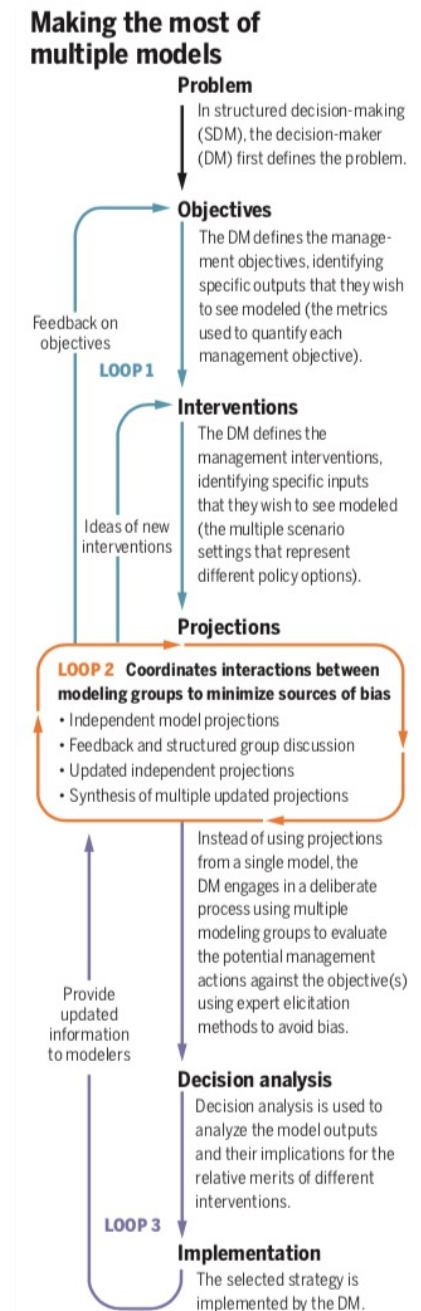 Making the most of
multiple models
Problem
In structured decision-making
(SDM), the decision-maker
(DM) first defines the problem.
Objectives
The DM defines the manage-
ment objectives, identifying
specific outputs that they wish
to see modeled (the metrics
used to quantify each
management objective).
Feedback on
objectives
LOOP 1
Interventions
The DM defines the
management interventions,
identifying specific inputs
that they wish to see modeled
(the multiple scenario
settings that represent
different policy options).
Ideas of new
interventions
Projections
LOOP 2 Coordinates interactions between
modeling groups to minimize sources of bias
• Independent model projections
• Feedback and structured group discussion
• Updated independent projections
• Synthesis of multiple updated projections
Instead of using projections
from a single model, the
DM engages in a deliberate
process using multiple
modeling groups to evaluate
the potential management
actions against the objective(s)
using expert elicitation
methods to avoid bias.
Provide
updated
information
to modelers
Decision analysis
Decision analysis is used to
analyze the model outputs
and their implications for the
relative merits of different
interventions.
LOOP 3
Implementation
The selected strategy is
implemented by the DM.